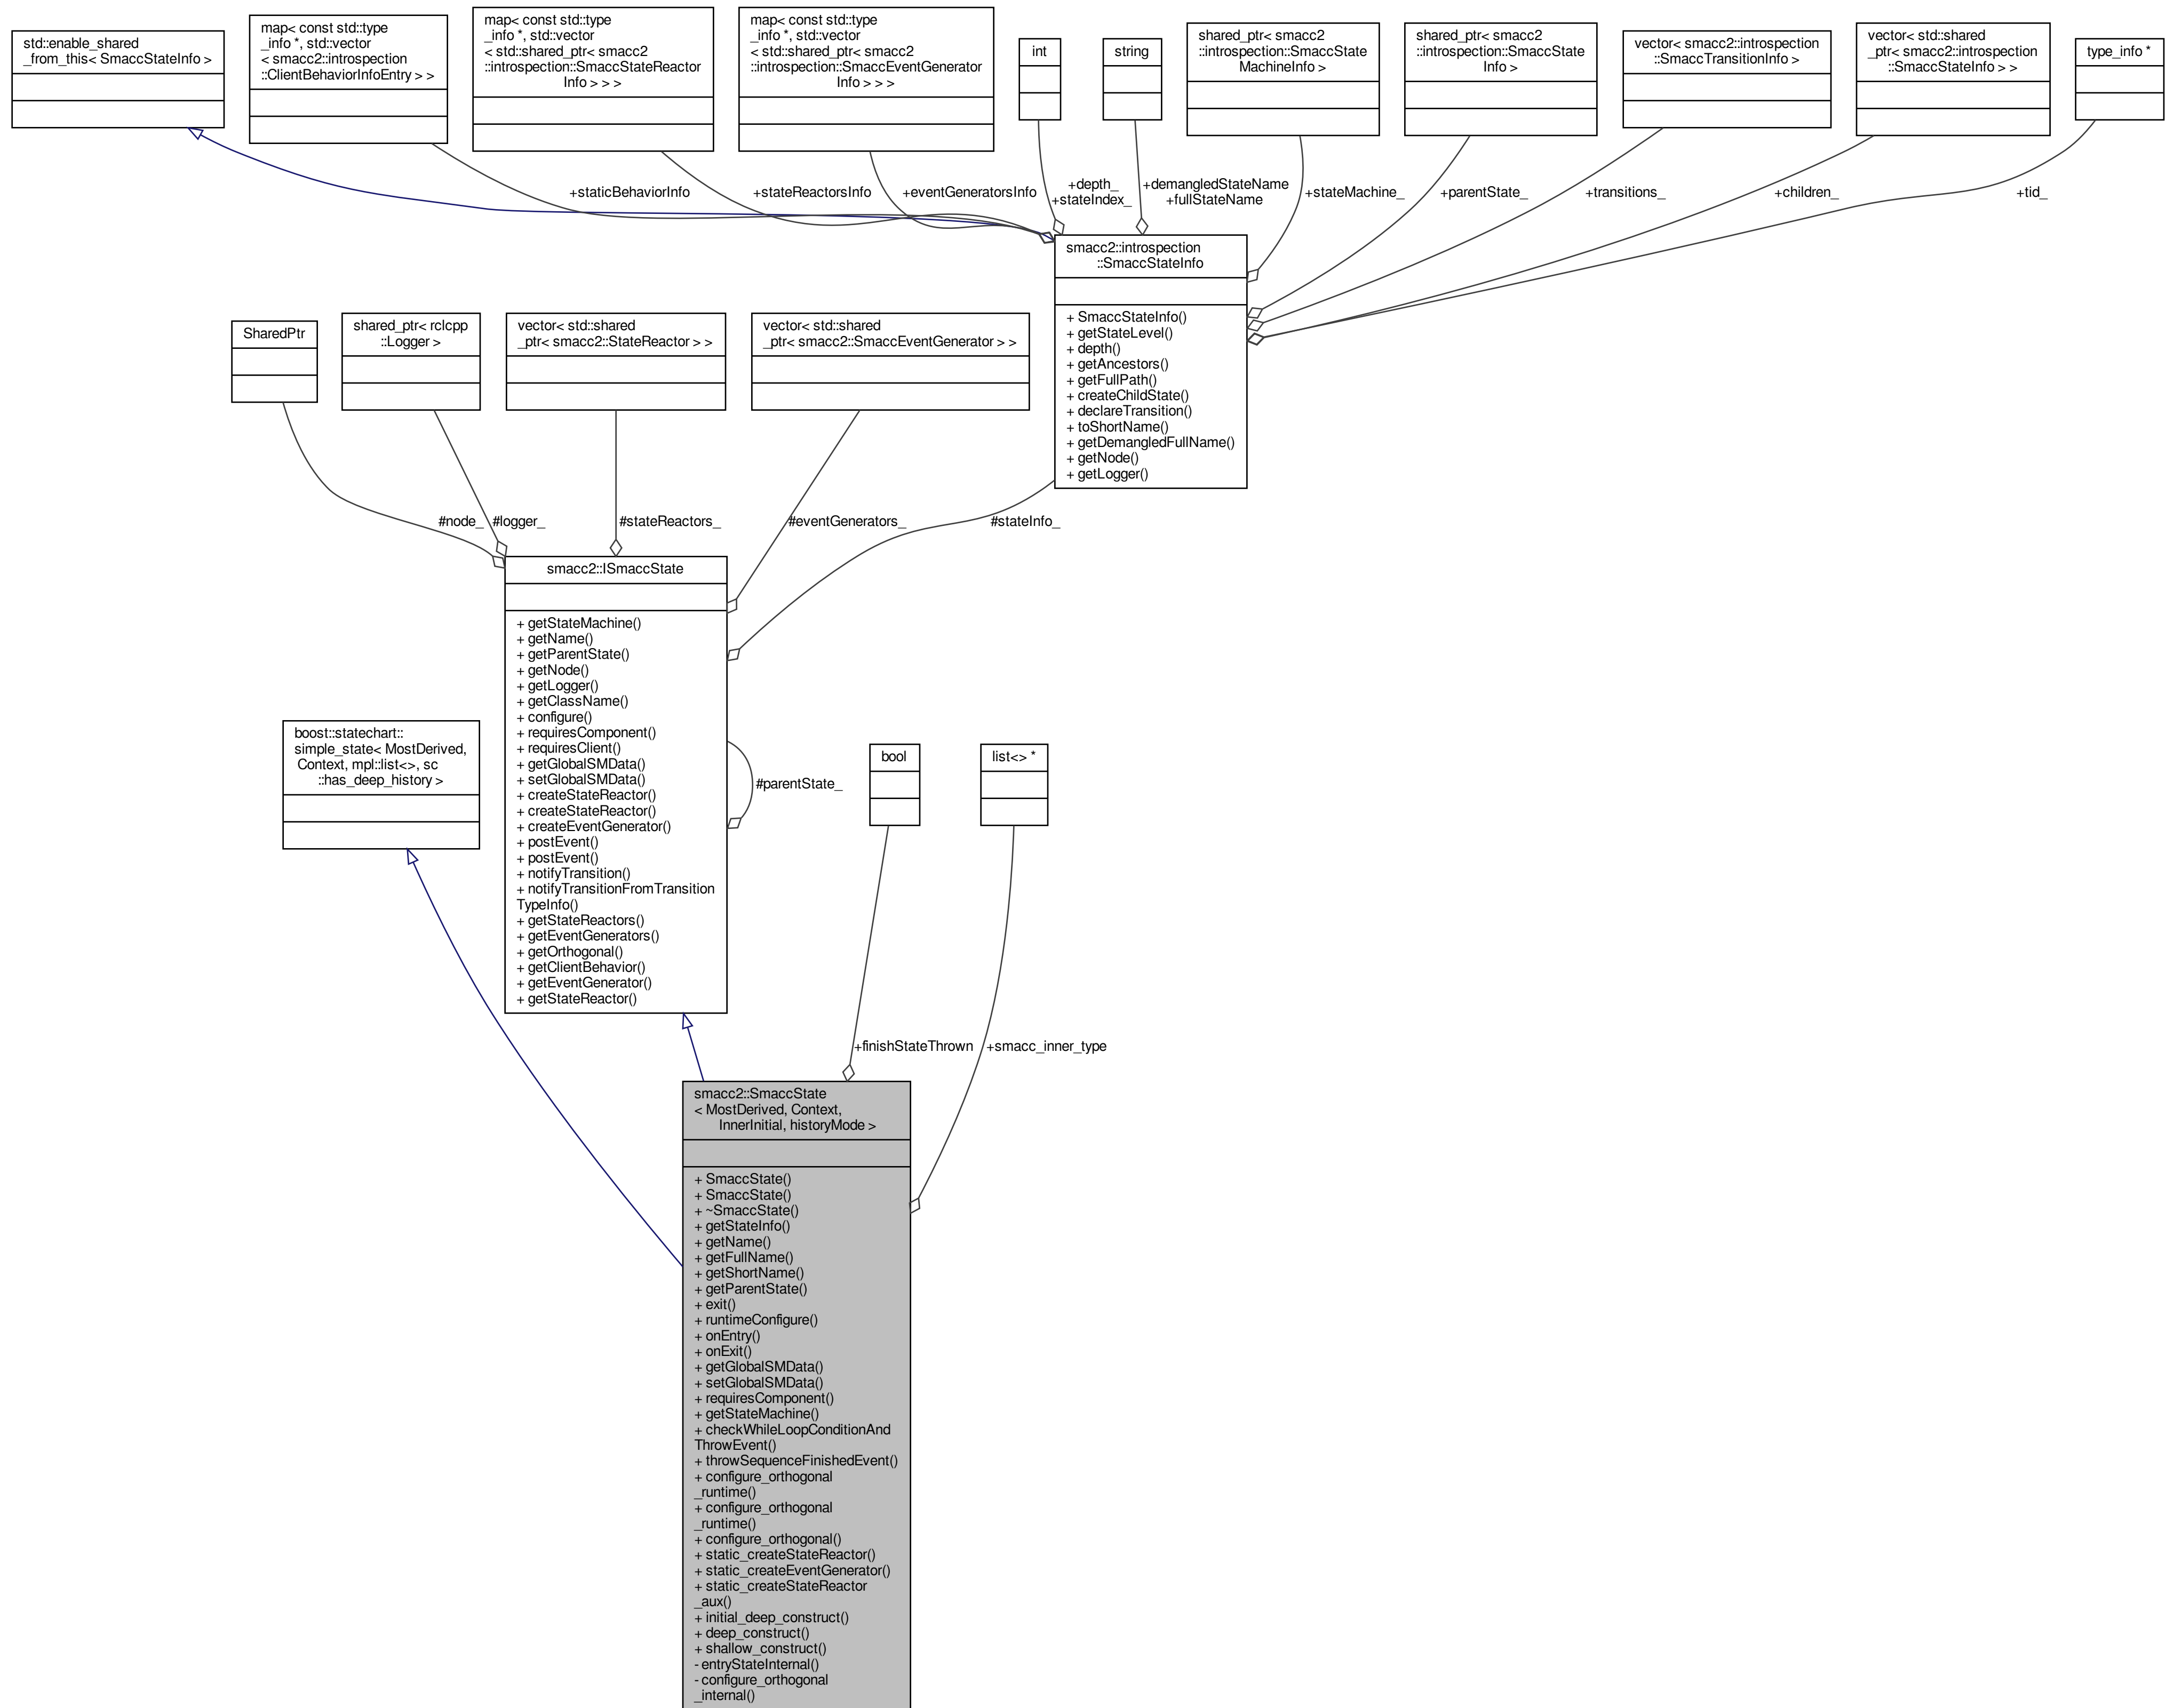 std::enable_shared
_from_this< SmaccStateInfo >
map< const std::type
_info *, std::vector
< smacc2::introspection
::ClientBehaviorInfoEntry > >
map< const std::type
_info *, std::vector
< std::shared_ptr< smacc2
::introspection::SmaccStateReactor
Info > > >
map< const std::type
_info *, std::vector
< std::shared_ptr< smacc2
::introspection::SmaccEventGenerator
Info > > >
int
string
shared_ptr< smacc2
::introspection::SmaccState
MachineInfo >
shared_ptr< smacc2
::introspection::SmaccState
Info >
vector< smacc2::introspection
::SmaccTransitionInfo >
vector< std::shared
_ptr< smacc2::introspection
::SmaccStateInfo > >
type_info *
+staticBehaviorInfo
+stateReactorsInfo
+eventGeneratorsInfo
+depth_
+stateIndex_
+demangledStateName
+fullStateName
+stateMachine_
+parentState_
+transitions_
+children_
+tid_
smacc2::introspection
::SmaccStateInfo
+ SmaccStateInfo()
+ getStateLevel()
+ depth()
+ getAncestors()
+ getFullPath()
+ createChildState()
+ declareTransition()
+ toShortName()
+ getDemangledFullName()
+ getNode()
+ getLogger()
SharedPtr
shared_ptr< rclcpp
::Logger >
vector< std::shared
_ptr< smacc2::StateReactor > >
vector< std::shared
_ptr< smacc2::SmaccEventGenerator > >
#node_
#logger_
#stateReactors_
#eventGenerators_
#stateInfo_
smacc2::ISmaccState
+ getStateMachine()
+ getName()
+ getParentState()
+ getNode()
+ getLogger()
+ getClassName()
+ configure()
+ requiresComponent()
+ requiresClient()
+ getGlobalSMData()
+ setGlobalSMData()
+ createStateReactor()
+ createStateReactor()
+ createEventGenerator()
+ postEvent()
+ postEvent()
+ notifyTransition()
+ notifyTransitionFromTransition
TypeInfo()
+ getStateReactors()
+ getEventGenerators()
+ getOrthogonal()
+ getClientBehavior()
+ getEventGenerator()
+ getStateReactor()
#parentState_
boost::statechart::
simple_state< MostDerived,
Context, mpl::list<>, sc
::has_deep_history >
bool
list<> *
+finishStateThrown
+smacc_inner_type
smacc2::SmaccState
< MostDerived, Context,
InnerInitial, historyMode >
+ SmaccState()
+ SmaccState()
+ ~SmaccState()
+ getStateInfo()
+ getName()
+ getFullName()
+ getShortName()
+ getParentState()
+ exit()
+ runtimeConfigure()
+ onEntry()
+ onExit()
+ getGlobalSMData()
+ setGlobalSMData()
+ requiresComponent()
+ getStateMachine()
+ checkWhileLoopConditionAnd
ThrowEvent()
+ throwSequenceFinishedEvent()
+ configure_orthogonal
_runtime()
+ configure_orthogonal
_runtime()
+ configure_orthogonal()
+ static_createStateReactor()
+ static_createEventGenerator()
+ static_createStateReactor
_aux()
+ initial_deep_construct()
+ deep_construct()
+ shallow_construct()
- entryStateInternal()
- configure_orthogonal
_internal()